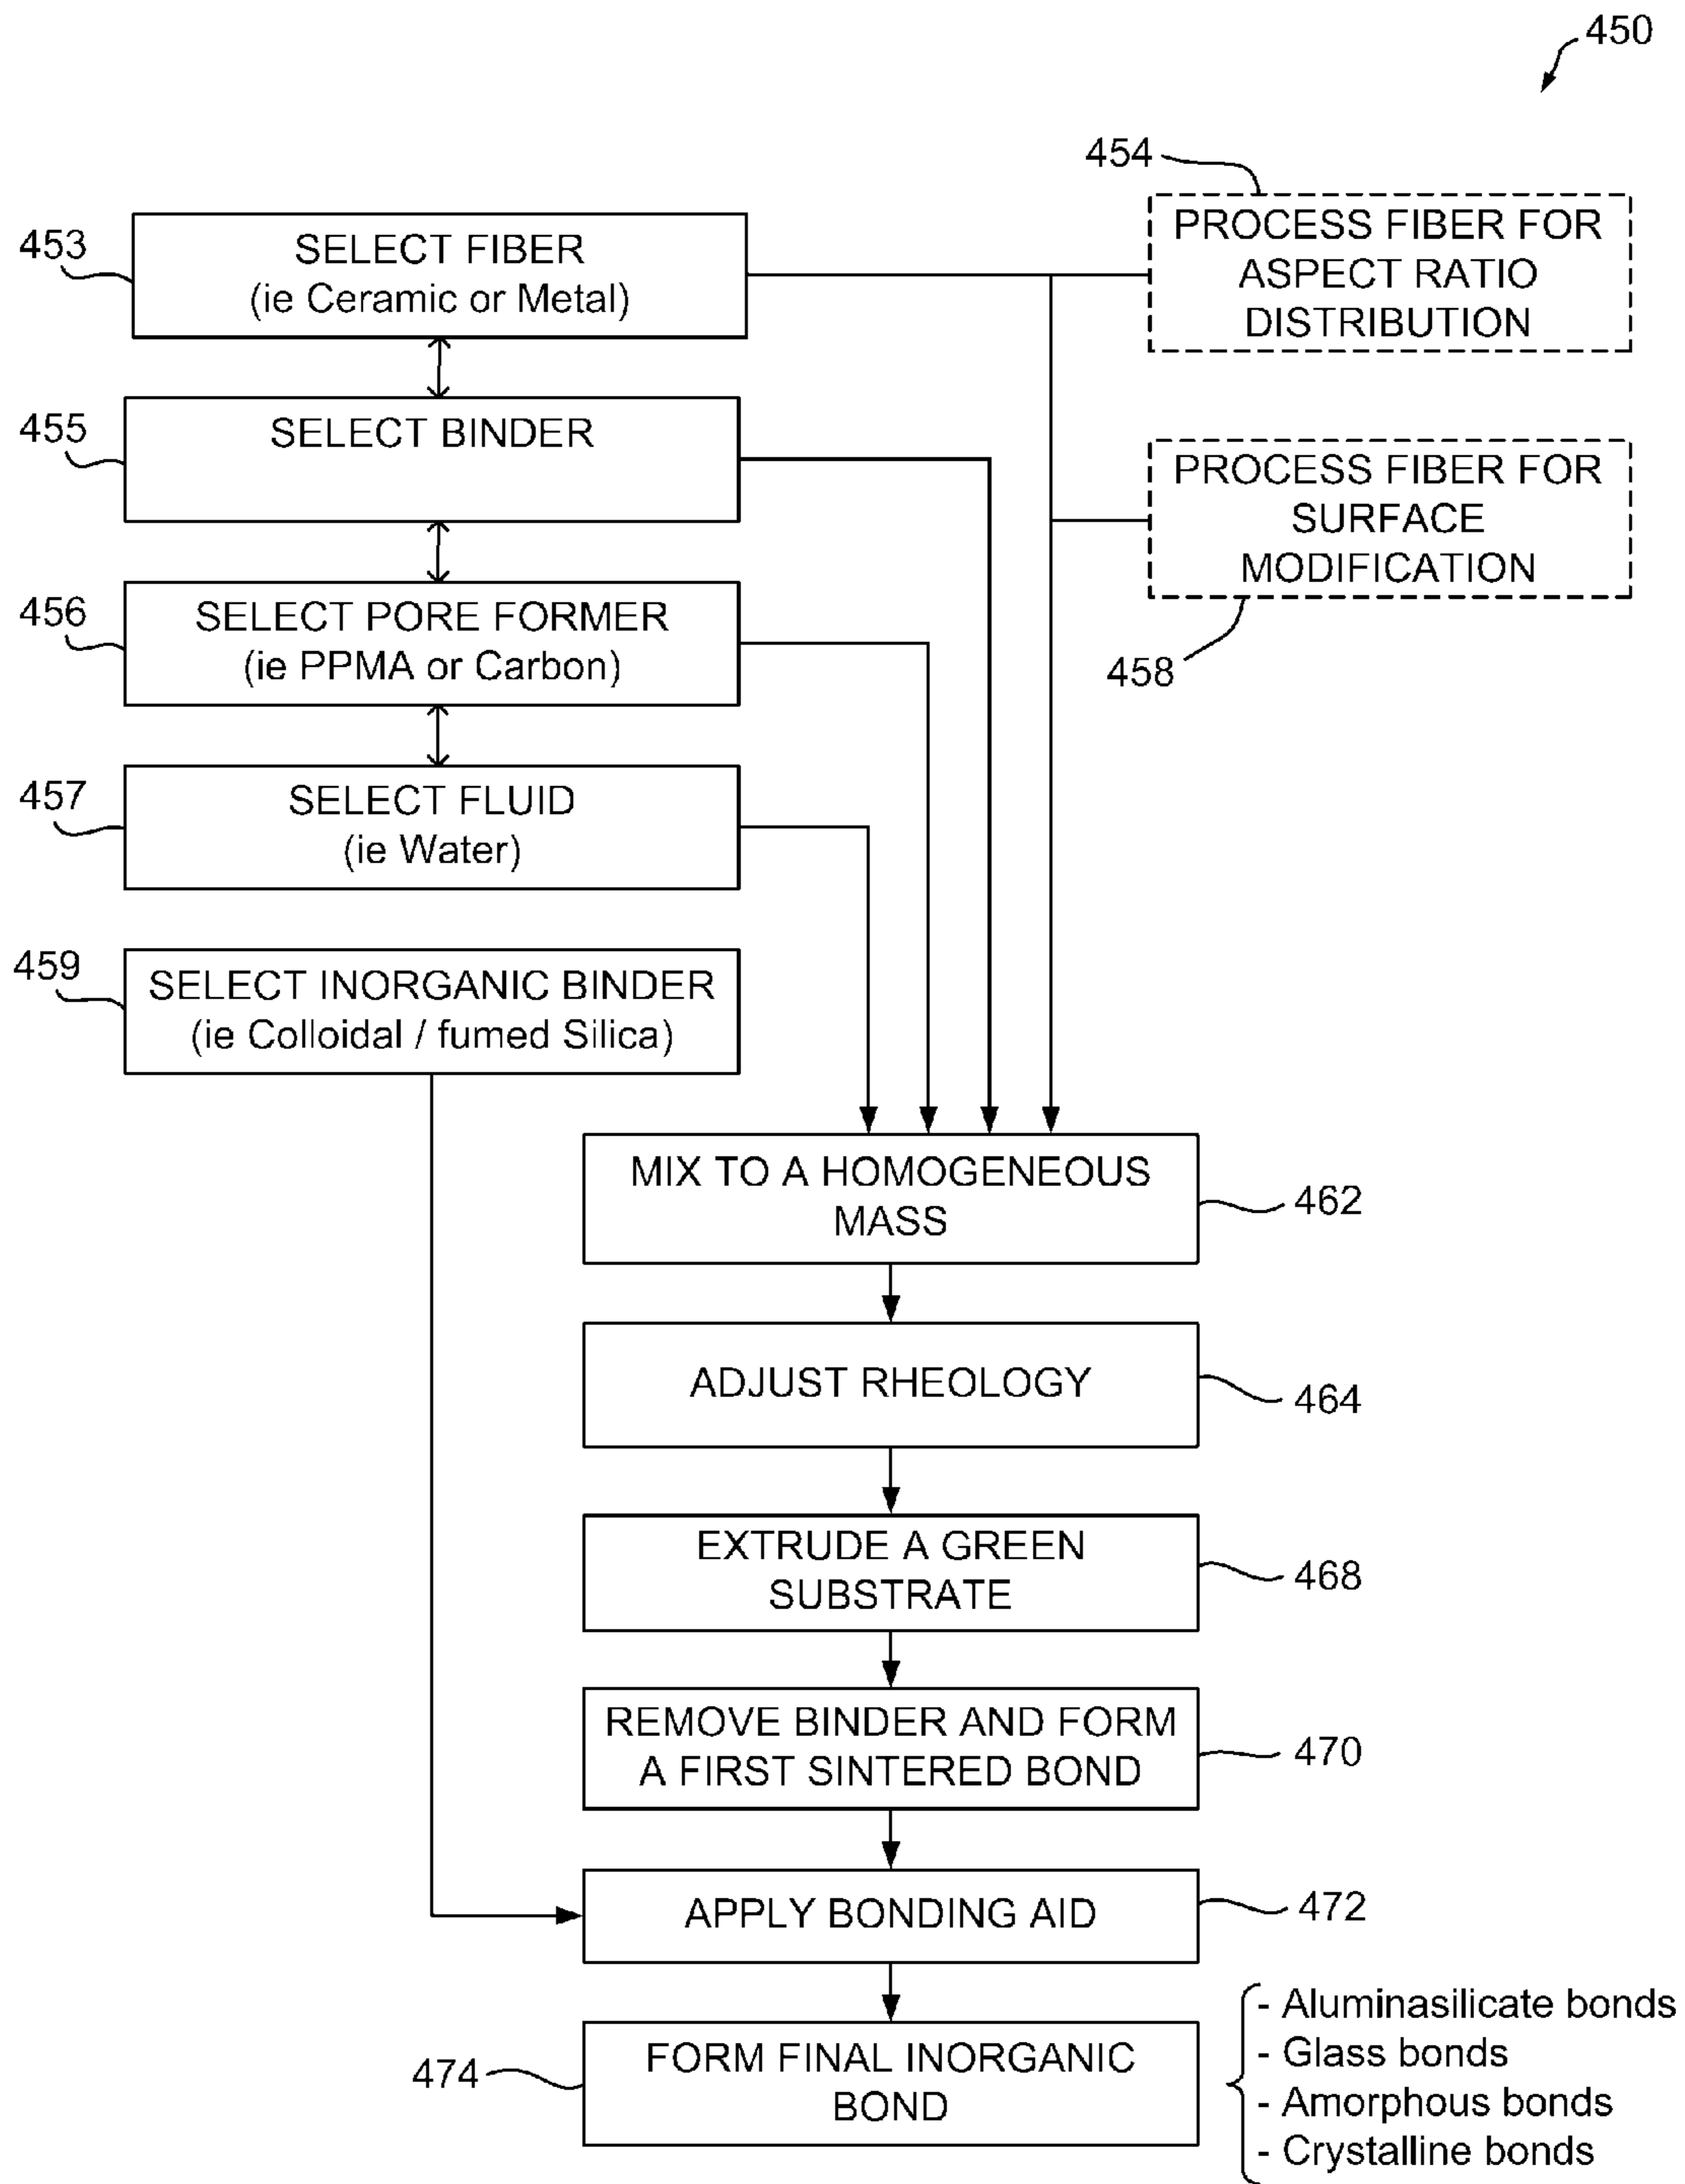 450
454
PROCESS FIBER FOR
ASPECT RATIO
DISTRIBUTION
453
SELECT FIBER
(ie Ceramic or Metal)
455
SELECT BINDER
PROCESS FIBER FOR
SURFACE
MODIFICATION
458
456
SELECT PORE FORMER
(ie PPMA or Carbon)
457
SELECT FLUID
(ie Water)
459
SELECT INORGANIC BINDER
(ie Colloidal / fumed Silica)
MIX TO A HOMOGENEOUS
MASS
462
ADJUST RHEOLOGY
464
EXTRUDE A GREEN
SUBSTRATE
468
REMOVE BINDER AND FORM
A FIRST SINTERED BOND
470
APPLY BONDING AID
472
474
FORM FINAL INORGANIC
BOND
- Aluminasilicate bonds
- Glass bonds
- Amorphous bonds
- Crystalline bonds